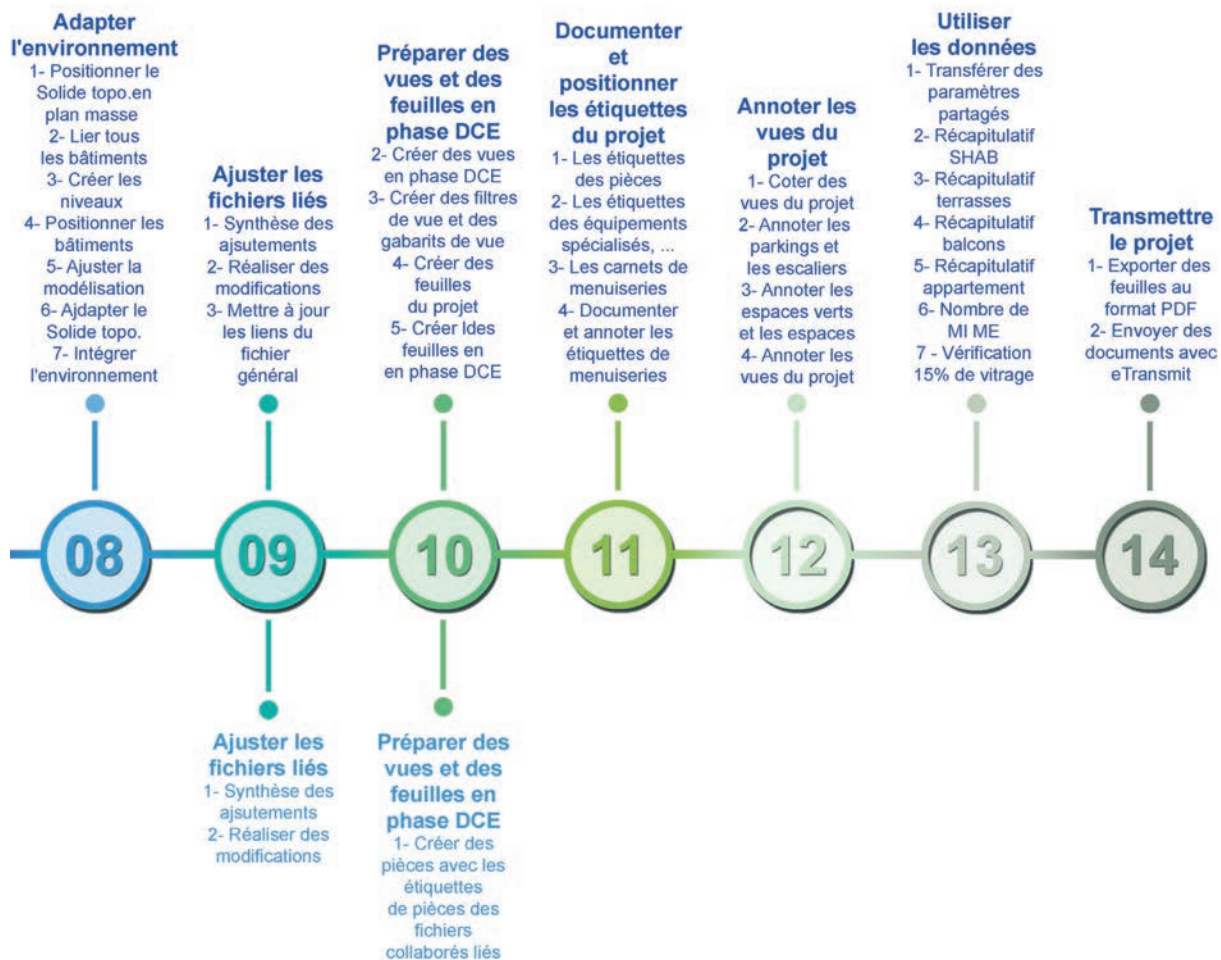 Adapter
l'environnement
1- Positionner le
Solide topo.en
plan masse
2- Lier tous
les bâtiments
3- Créer les
niveaux
4- Positionner les
bâtiments
5- Ajuster la
modélisation
6- Ajdapter le
Solide topo.
7- Intégrer
l'environnement
Ajuster les
fichiers liés
1- Synthèse des
ajsutements
2- Réaliser des
modifications
3- Mettre à jour
les liens du
fichier
général
Préparer des
vues et des
feuilles en
phase DCE
2- Créer des vues
en phase DCE
3- Créer des filtres
de vue et des
gabarits de vue
4- Créer des
feuilles
du projet
5- Créer ldes
feuilles en
en phase DCE
Documenter
et
positionner
les étiquettes
du projet
1- Les étiquettes
des pièces
2- Les étiquettes
des équipements
spécialisés, ...
3- Les carnets de
menuiseries
4- Documenter
et annoter les
étiquettes de
menuiseries
Annoter les
vues du
projet
1- Coter des
vues du projet
2- Annoter les
parkings et
les escaliers
3- Annoter les
espaces verts
et les espaces
4- Annoter les
vues du projet
Utiliser
les données
1- Transférer des
paramètres
partagés
2- Récapitulatif
SHAB
3- Récapitulatif
terrasses
4- Récapitulatif
balcons
5- Récapitulatif
appartement
6- Nombre de
MI ME
7 - Vérification
15% de vitrage
Transmettre
le projet
1- Exporter des
feuilles au
format PDF
2- Envoyer des
documents avec
eTransmit
08
09
10
11
12
13
14
Ajuster les
fichiers liés
1- Synthèse des
ajsutements
2- Réaliser des
modifications
Préparer des
vues et des
feuilles en
phase DCE
1- Créer des
pièces avec les
étiquettes
de pièces des
fichiers
collaborés liés